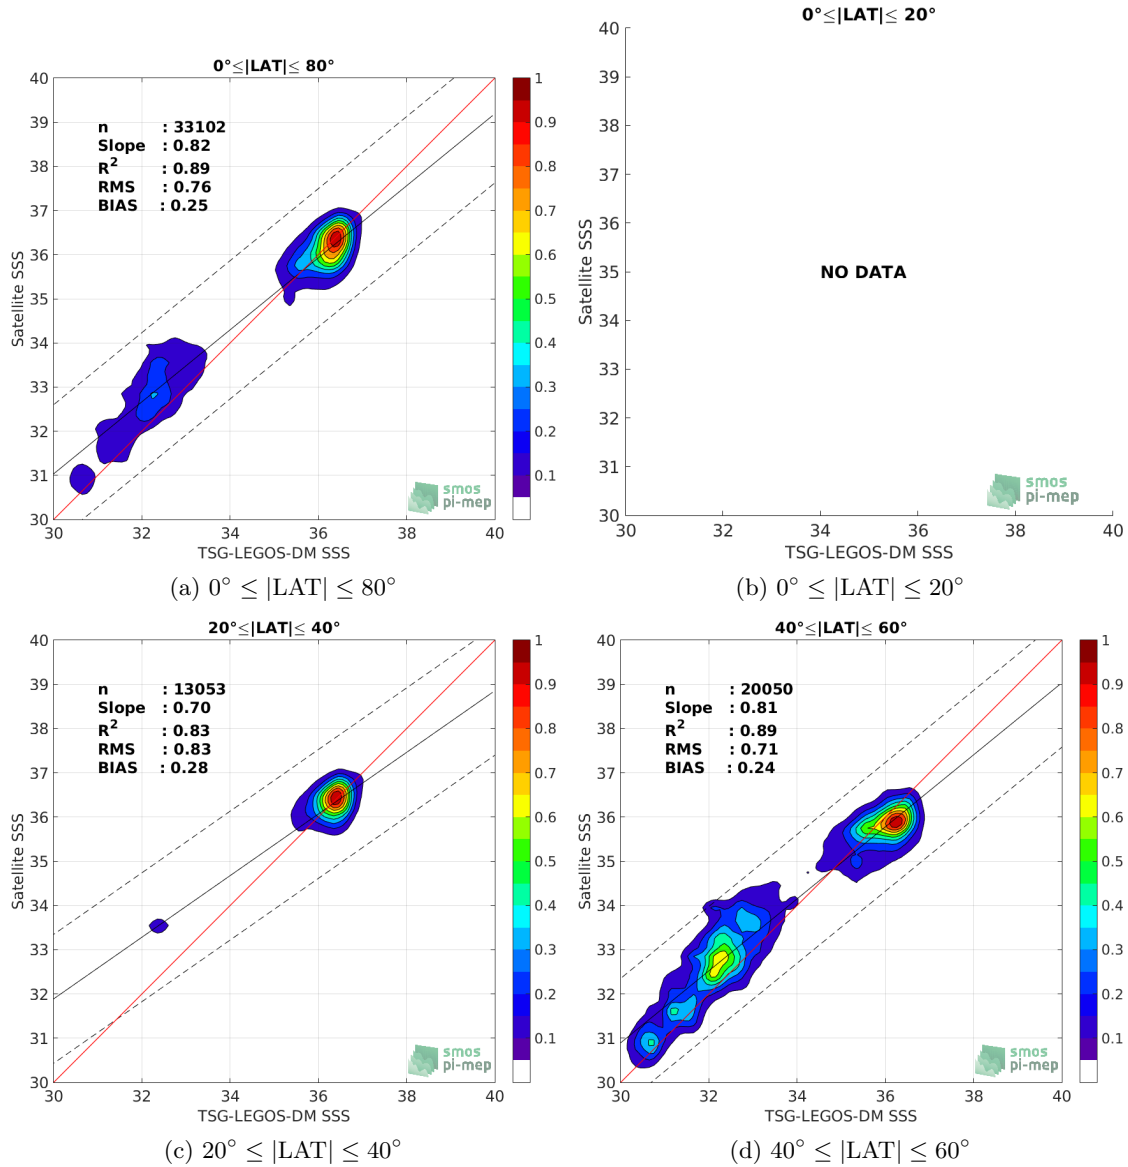 0°≤|LAT|≤ 80°
40
39
38
37
36
35
34
33
32
31
30
n : 33102
Slope : 0.82
R² : 0.89
RMS : 0.76
BIAS : 0.25
Satellite SSS
30 32 34 36 38 40
TSG-LEGOS-DM SSS
1
0.9
0.8
0.7
0.6
0.5
0.4
0.3
0.2
0.1
smos
pi-mep
(a) 0° ≤ |LAT| ≤ 80°
0°≤|LAT|≤ 20°
40
39
38
37
36
35
34
33
32
31
30
NO DATA
Satellite SSS
30 32 34 36 38 40
TSG-LEGOS-DM SSS
smos
pi-mep
(b) 0° ≤ |LAT| ≤ 20°
20°≤|LAT|≤ 40°
40
39
38
37
36
35
34
33
32
31
30
n : 13053
Slope : 0.70
R² : 0.83
RMS : 0.83
BIAS : 0.28
Satellite SSS
30 32 34 36 38 40
TSG-LEGOS-DM SSS
1
0.9
0.8
0.7
0.6
0.5
0.4
0.3
0.2
0.1
smos
pi-mep
(c) 20° ≤ |LAT| ≤ 40°
40°≤|LAT|≤ 60°
40
39
38
37
36
35
34
33
32
31
30
n : 20050
Slope : 0.81
R² : 0.89
RMS : 0.71
BIAS : 0.24
Satellite SSS
30 32 34 36 38 40
TSG-LEGOS-DM SSS
1
0.9
0.8
0.7
0.6
0.5
0.4
0.3
0.2
0.1
smos
pi-mep
(d) 40° ≤ |LAT| ≤ 60°